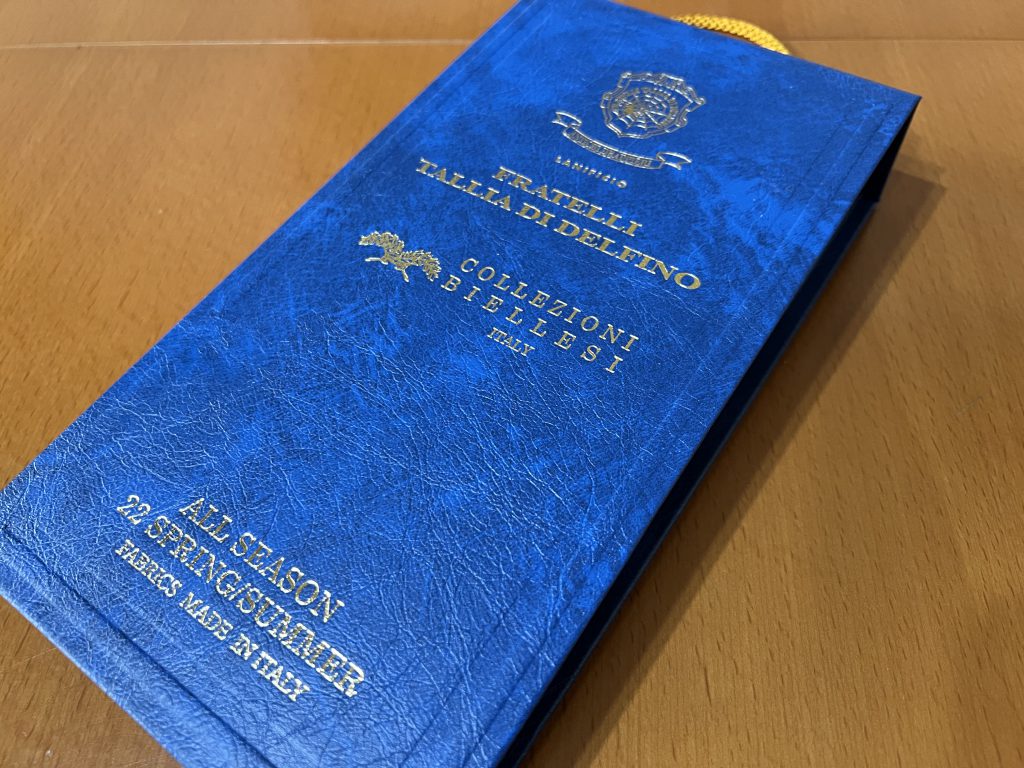 LANIFICIO
FRATELLI
TALLIA DI DELFINO
COLLEZIONI
BIELLESI
ITALY
ALL SEASON
22 SPRING/SUMMER
FABRICS MADE IN ITALY